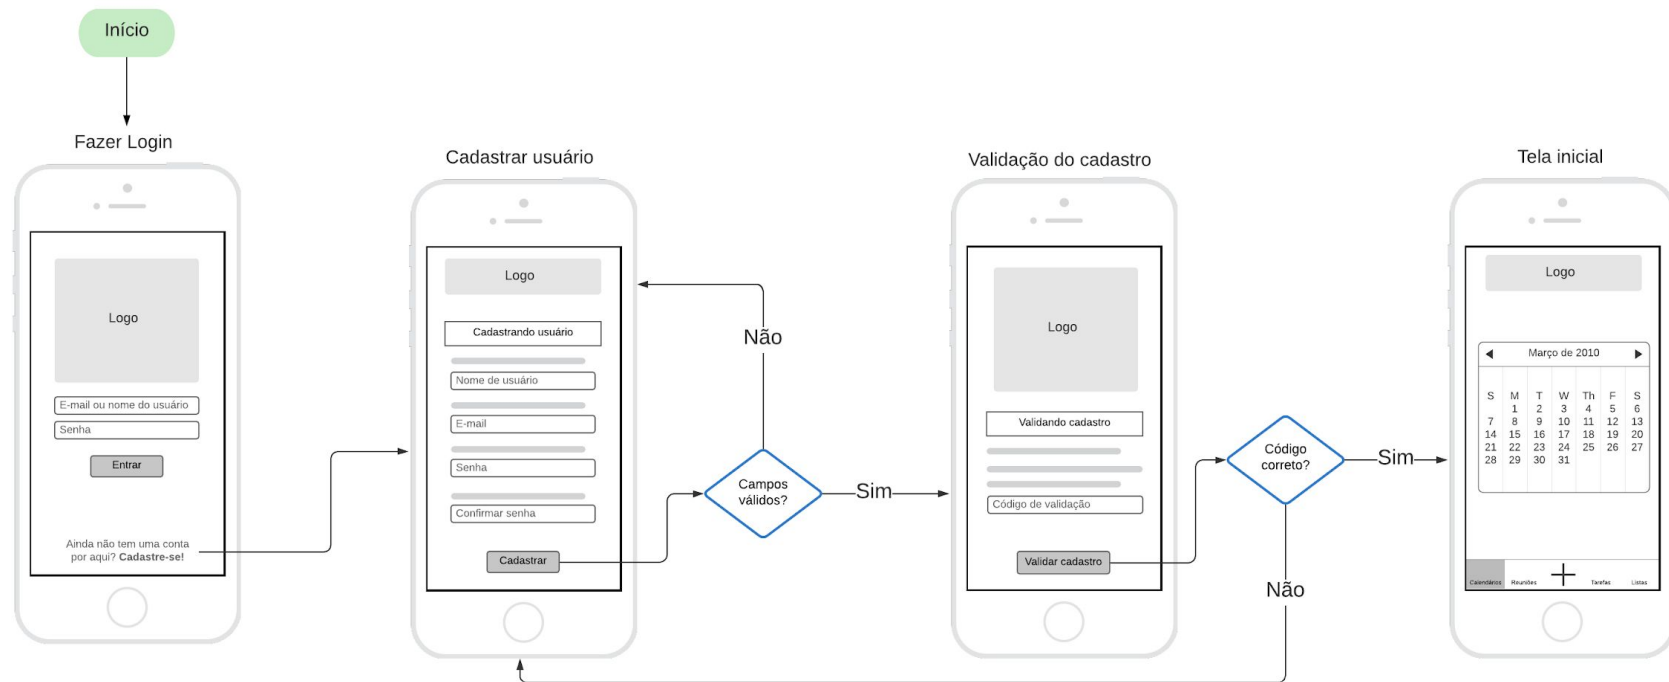 Início
Fazer Login
Logo
E-mail ou nome do usuário
Senha
Entrar
Ainda não tem uma conta
por aqui? Cadastre-se!
Cadastrar usuário
Logo
Cadastrando usuário
Nome de usuário
E-mail
Senha
Confirmar senha
Cadastrar
Campos
válidos?
Não
Sim
Validação do cadastro
Logo
Validando cadastro
Código de validação
Validar cadastro
Código
correto?
Sim
Não
Tela inicial
Logo
Março de 2010
S M T W Th F S
1 2 3 4 5 6
7 8 9 10 11 12 13
14 15 16 17 18 19 20
21 22 23 24 25 26 27
28 29 30 31
Calendários Reuniões Tarefas Listas